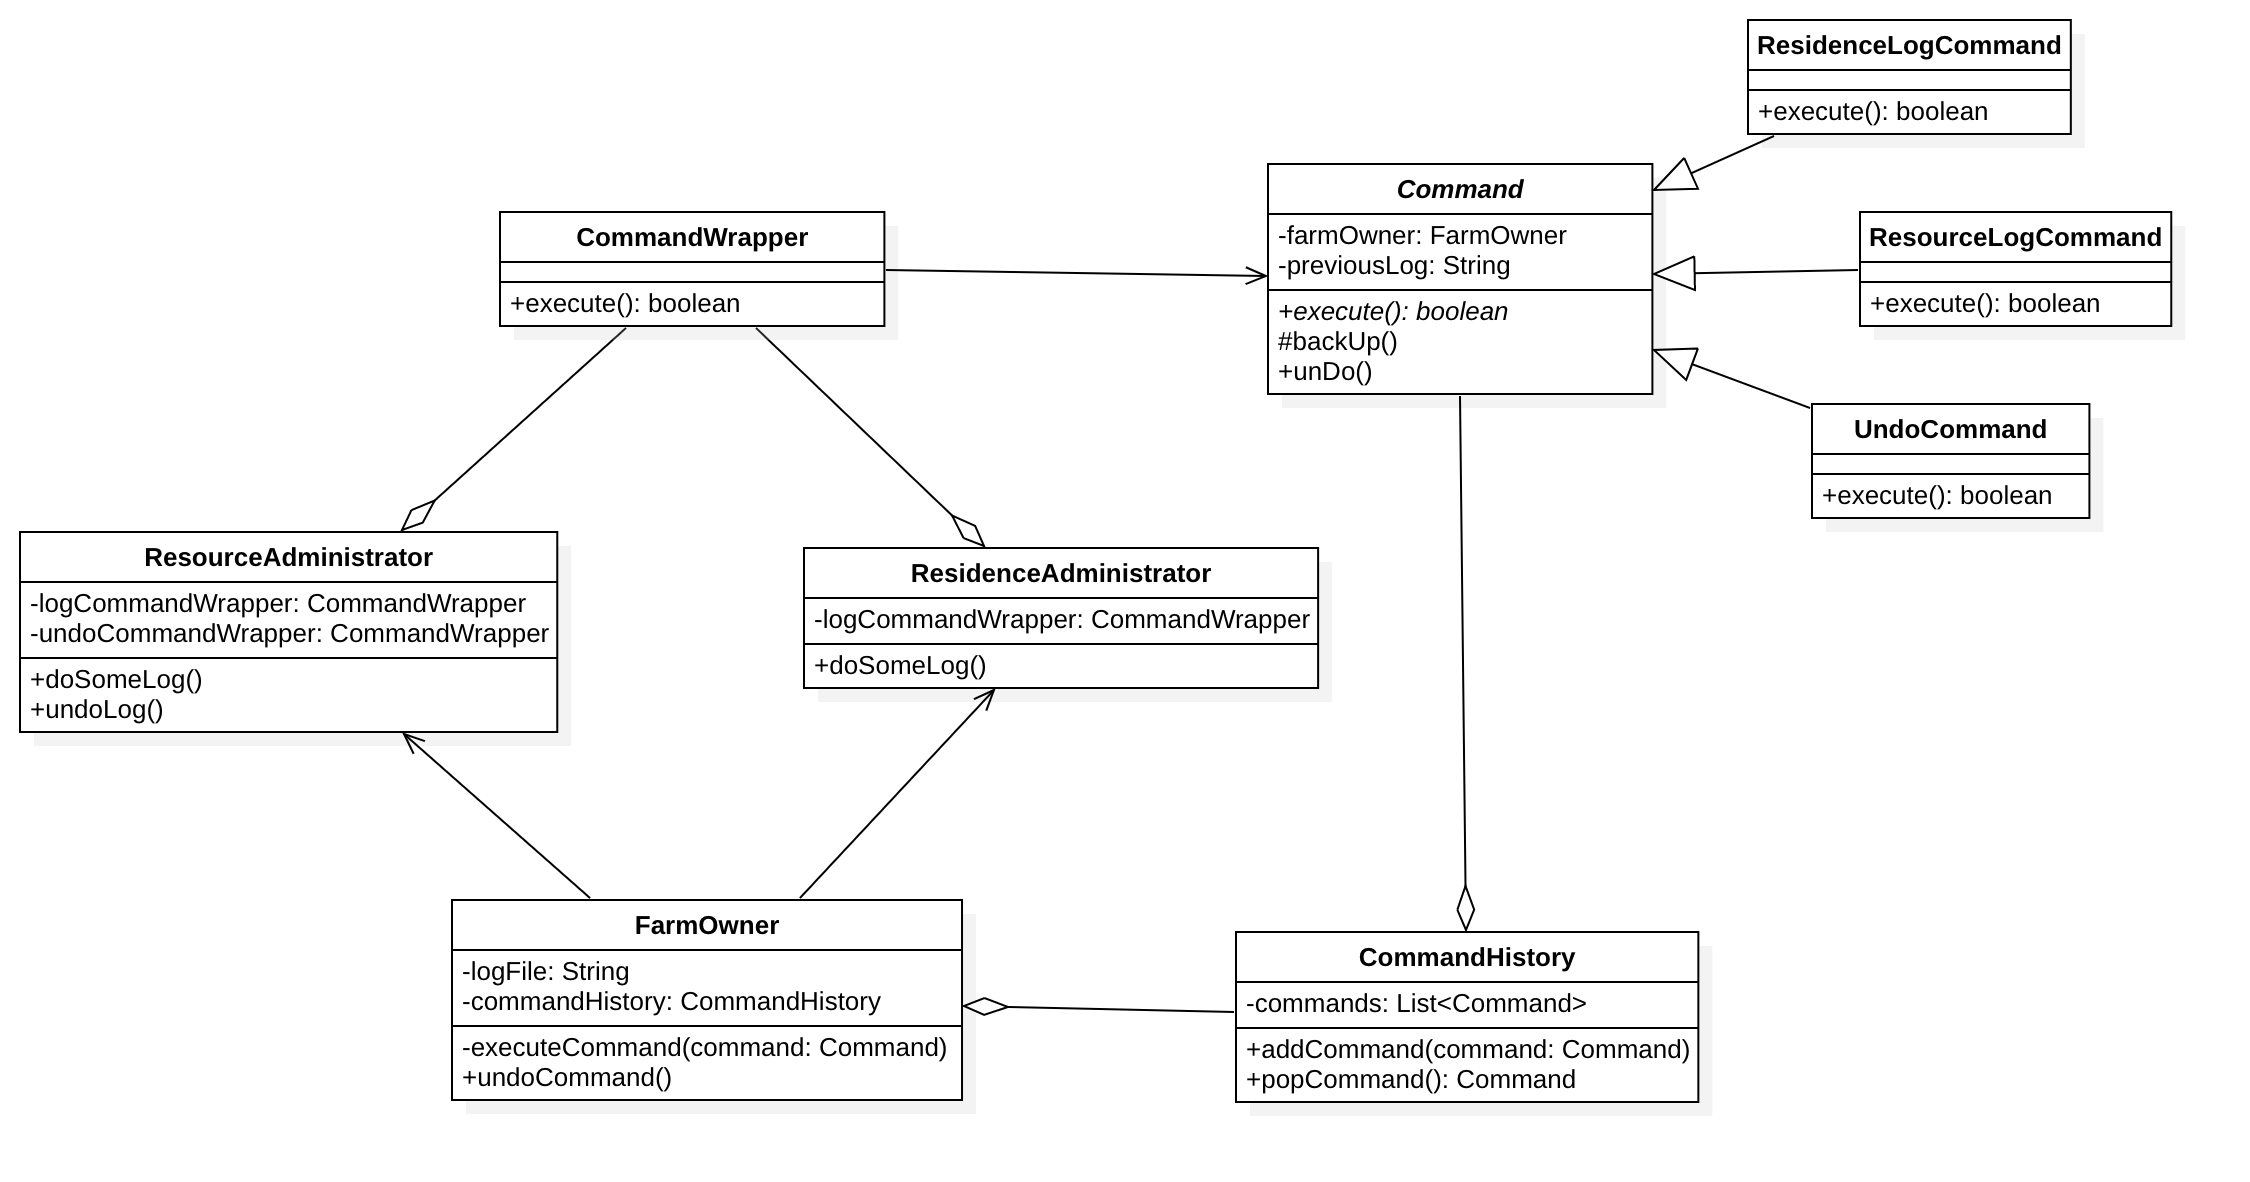 ResidenceLogCommand
+execute(): boolean
Command
-farmOwner: FarmOwner
-previousLog: String
+execute(): boolean
#backUp()
+unDo()
CommandWrapper
+execute(): boolean
ResourceLogCommand
+execute(): boolean
UndoCommand
+execute(): boolean
ResourceAdministrator
-logCommandWrapper: CommandWrapper
-undoCommandWrapper: CommandWrapper
+doSomeLog()
+undoLog()
ResidenceAdministrator
-logCommandWrapper: CommandWrapper
+doSomeLog()
FarmOwner
-logFile: String
-commandHistory: CommandHistory
-executeCommand(command: Command)
+undoCommand()
CommandHistory
-commands: List<Command>
+addCommand(command: Command)
+popCommand(): Command